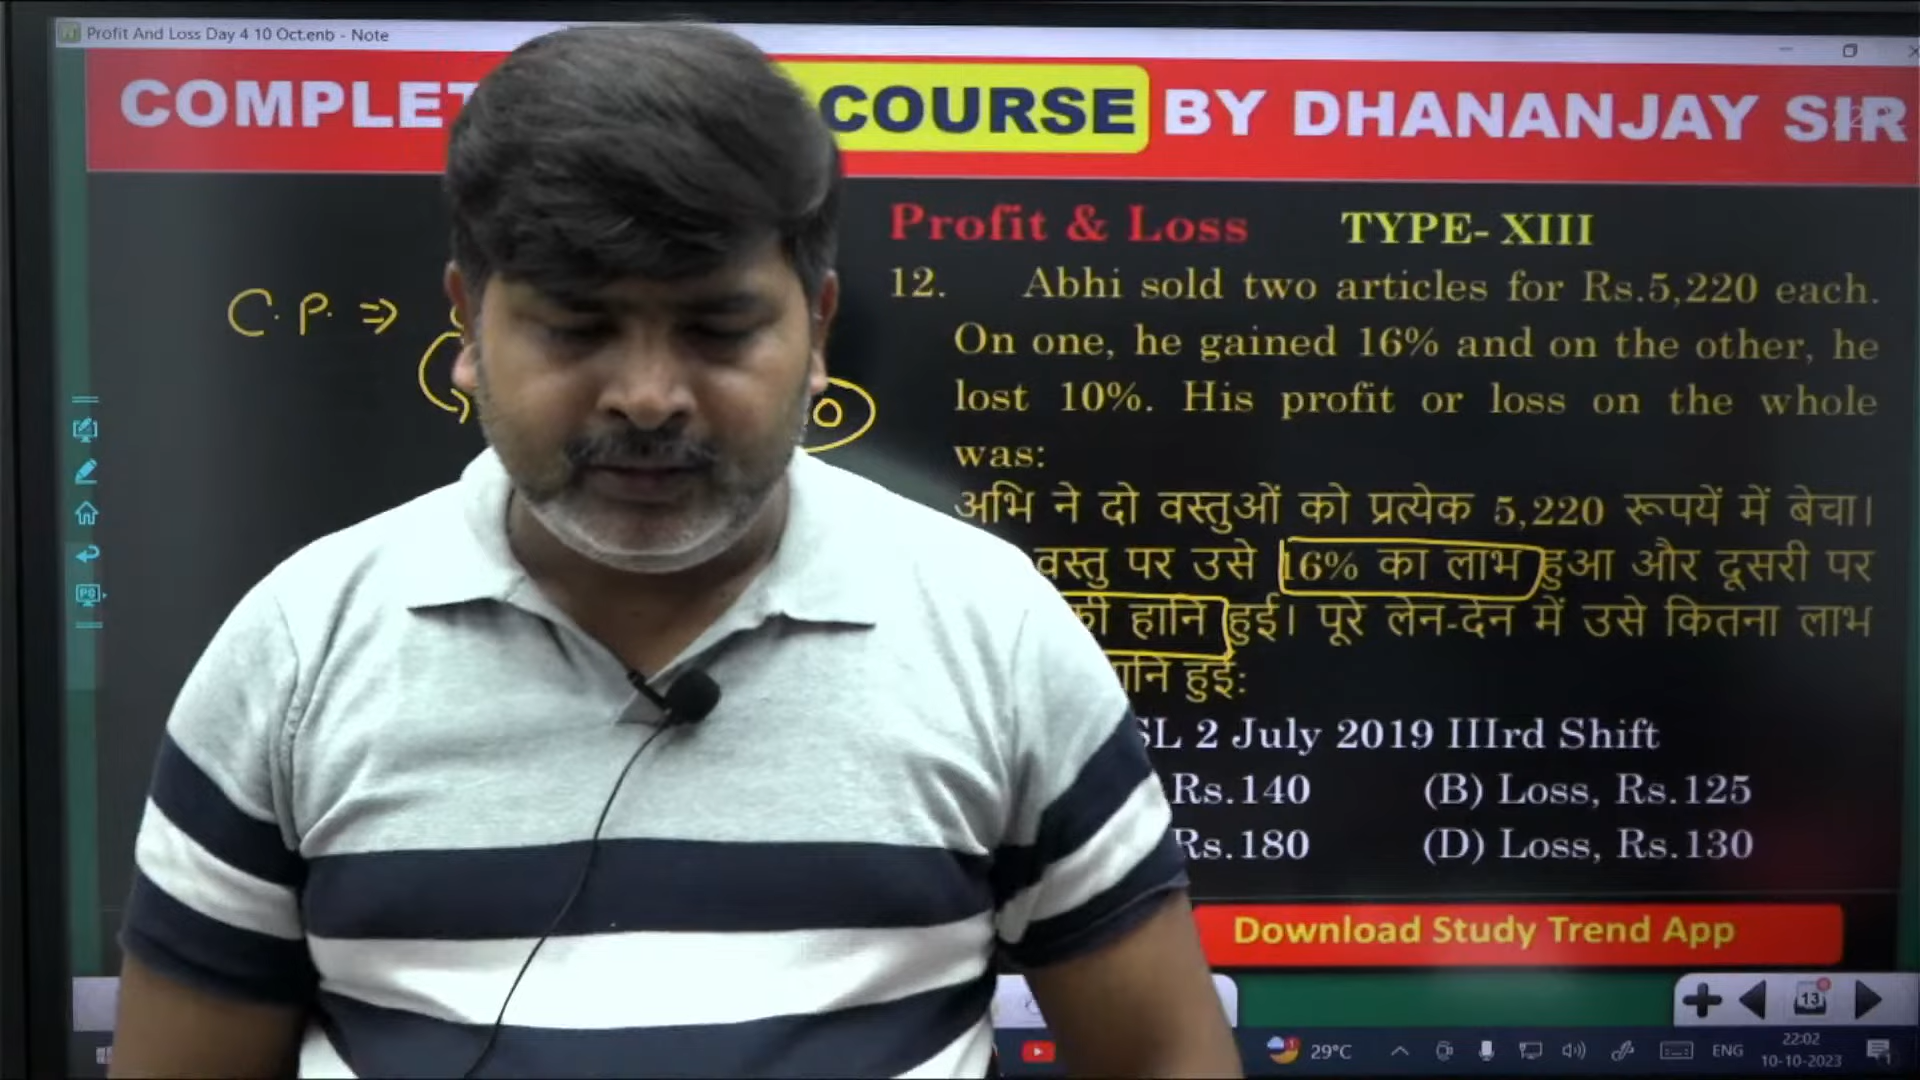 Profit And Loss Day 4 10 Oct.enb - Note
COURSE BY DHANANJAY SIR
Profit & Loss TYPE- XIII
C.P. ⇒
12. Abhi sold two articles for Rs.5,220 each.
On one, he gained 16% and on the other, he
lost 10%. His profit or loss on the whole
was:
अभि ने दो वस्तुओं को प्रत्येक 5,220 रूपयें में बेचा।
वस्तु पर उसे 16% का लाभ हुआ और दूसरी पर
की हानि हुई। पूरे लेन-देन में उसे कितना लाभ
हुई:
2 July 2019 IIIrd Shift
Rs.140 (B) Loss, Rs.125
Rs.180 (D) Loss, Rs.130
Download Study Trend App
13
29°C ENG 22:02
10-10-2023